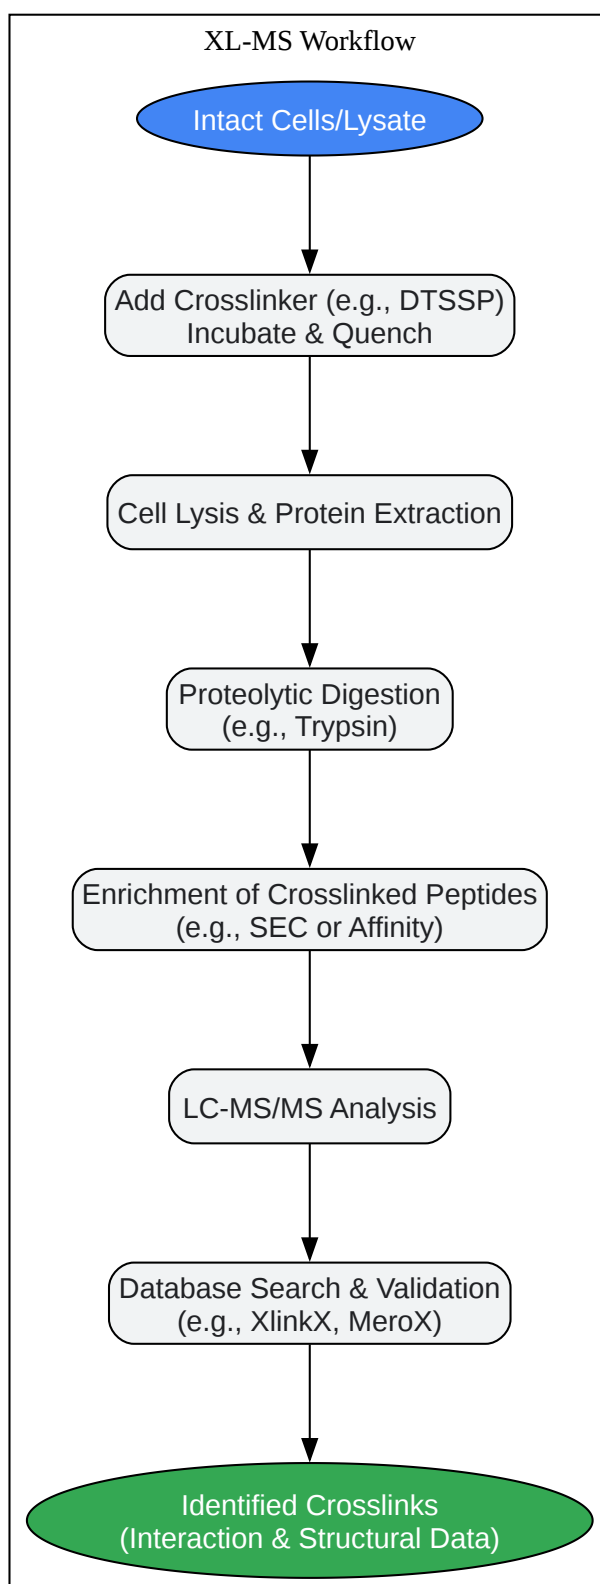 XL-MS Workflow
Intact Cells/Lysate
Add Crosslinker (e.g., DTSSP)
Incubate & Quench
Cell Lysis & Protein Extraction
Proteolytic Digestion
(e.g., Trypsin)
Enrichment of Crosslinked Peptides
(e.g., SEC or Affinity)
LC-MS/MS Analysis
Database Search & Validation
(e.g., XlinkX, MeroX)
Identified Crosslinks
(Interaction & Structural Data)